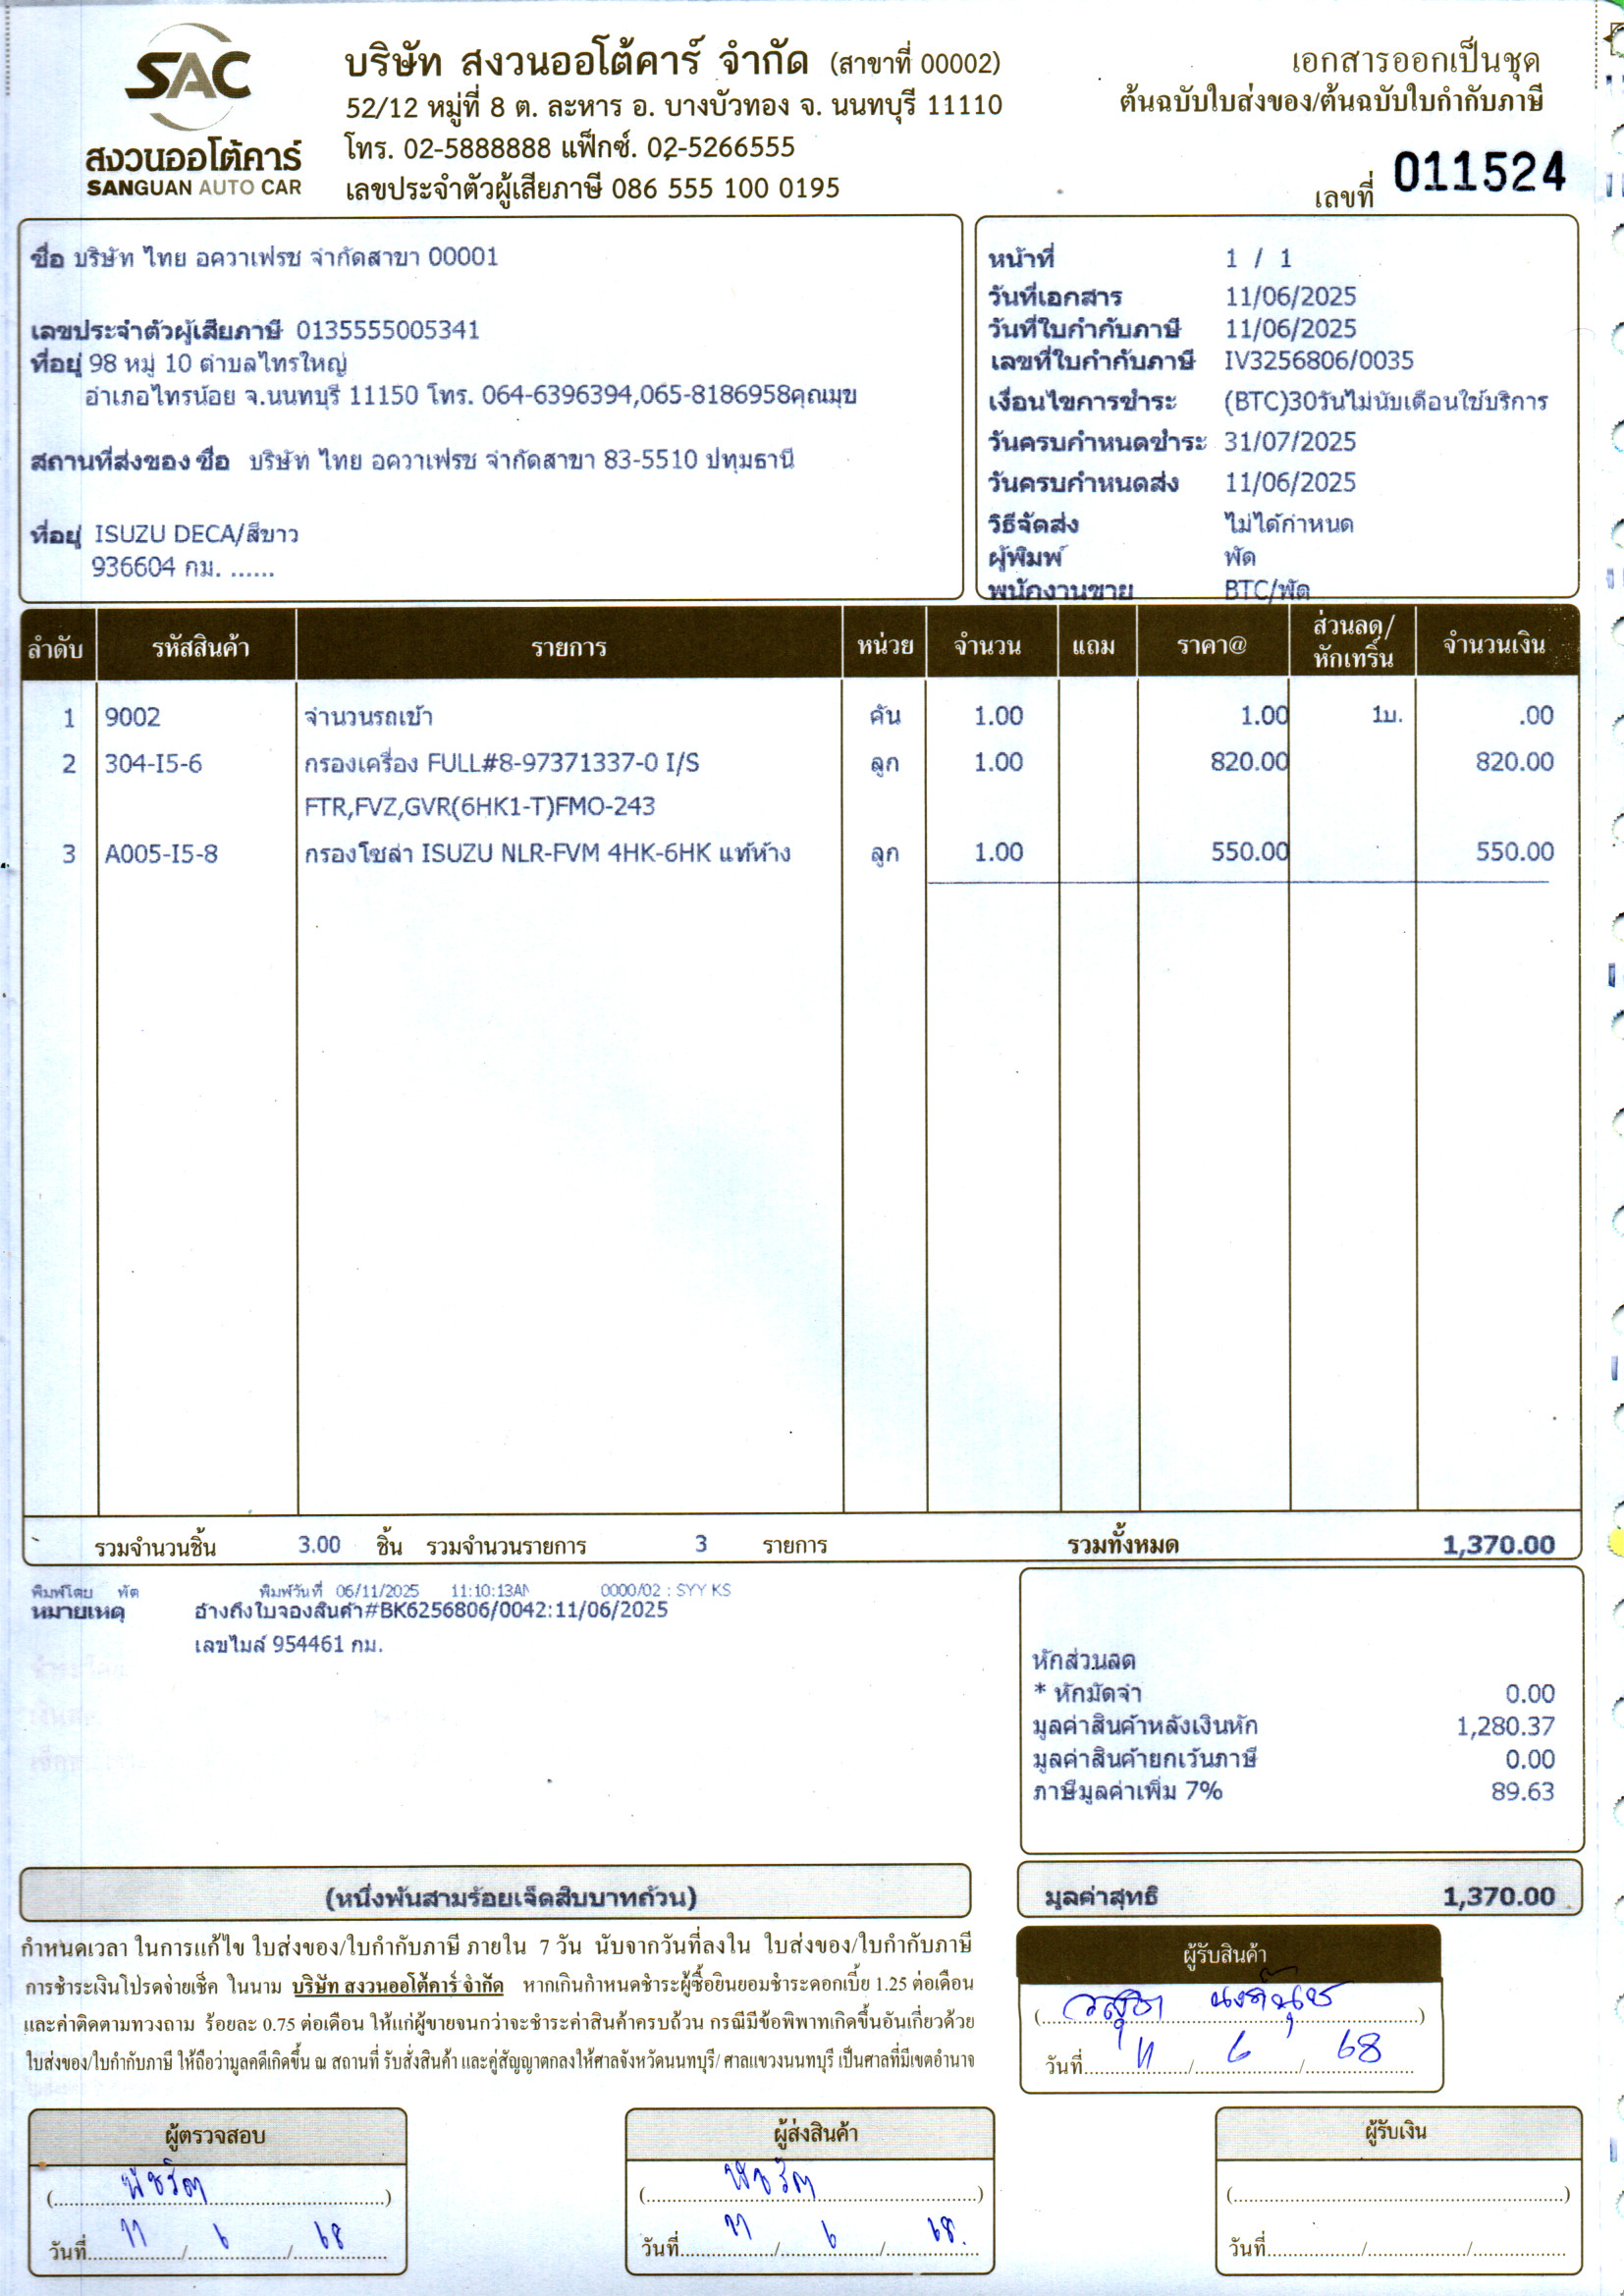 SAC
สงวนออโต้คาร์
SANGUAN AUTO CAR
บริษัท สงวนออโต้คาร์ จำกัด (สาขาที่ 00002)
52/12 หมู่ที่ 8 ต. ละหาร อ. บางบัวทอง จ. นนทบุรี 11110
โทร. 02-5888888 แฟ็กซ์. 02-5266555
เลขประจำตัวผู้เสียภาษี 086 555 100 0195
เอกสารออกเป็นชุด
ต้นฉบับใบส่งของ/ต้นฉบับใบกำกับภาษี
เลขที่ 011524
ชื่อ บริษัท ไทย อควาเฟรช จำกัดสาขา 00001
เลขประจำตัวผู้เสียภาษี 0135555005341
ที่อยู่ 98 หมู่ 10 ตำบลไทรใหญ่
อำเภอไทรน้อย จ.นนทบุรี 11150 โทร. 064-6396394,065-8186958คุณมุข
สถานที่ส่งของ ชื่อ บริษัท ไทย อควาเฟรช จำกัดสาขา 83-5510 ปทุมธานี
ที่อยู่ ISUZU DECA/สีขาว
936604 กม. ......
หน้าที่ 1 / 1
วันที่เอกสาร 11/06/2025
วันที่ใบกำกับภาษี 11/06/2025
เลขที่ใบกำกับภาษี IV3256806/0035
เงื่อนไขการชำระ (BTC)30วันไม่นับเดือนใช้บริการ
วันครบกำหนดชำระ 31/07/2025
วันครบกำหนดส่ง 11/06/2025
วิธีจัดส่ง ไม่ได้กำหนด
ผู้พิมพ์ พัด
พนักงานขาย BTC/พัด
ลำดับ รหัสสินค้า รายการ หน่วย จำนวน แถม ราคา@ ส่วนลด/หักเทริ์น จำนวนเงิน
1 9002 จำนวนรถเข้า คัน 1.00 1.00 1บ. .00
2 304-I5-6 กรองเครื่อง FULL#8-97371337-0 I/S ลูก 1.00 820.00 820.00
FTR,FVZ,GVR(6HK1-T)FMO-243
3 A005-I5-8 กรองโซล่า ISUZU NLR-FVM 4HK-6HK แท้ห้าง ลูก 1.00 550.00 550.00
รวมจำนวนชิ้น 3.00 ชิ้น รวมจำนวนรายการ 3 รายการ รวมทั้งหมด 1,370.00
พิมพ์โดย พัด พิมพ์วันที่ 06/11/2025 11:10:13AM 0000/02 : SYY KS
หมายเหตุ อ้างถึงใบจองสินค้า#BK6256806/0042:11/06/2025
เลขไมล์ 954461 กม.
หักส่วนลด
* หักมัดจำ 0.00
มูลค่าสินค้าหลังเงินหัก 1,280.37
มูลค่าสินค้ายกเว้นภาษี 0.00
ภาษีมูลค่าเพิ่ม 7% 89.63
(หนึ่งพันสามร้อยเจ็ดสิบบาทถ้วน)
มูลค่าสุทธิ 1,370.00
กำหนดเวลา ในการแก้ไข ใบส่งของ/ใบกำกับภาษี ภายใน 7 วัน นับจากวันที่ลงใน ใบส่งของ/ใบกำกับภาษี
การชำระเงินโปรดจ่ายเช็ค ในนาม บริษัท สงวนออโต้คาร์ จำกัด หากเกินกำหนดชำระผู้ซื้อยินยอมชำระดอกเบี้ย 1.25 ต่อเดือน
และค่าติดตามทวงถาม ร้อยละ 0.75 ต่อเดือน ให้แก่ผู้ขายจนกว่าจะชำระค่าสินค้าครบถ้วน กรณีมีข้อพิพาทเกิดขึ้นอันเกี่ยวด้วย
ใบส่งของ/ใบกำกับภาษี ให้ถือว่ามูลคดีเกิดขึ้น ณ สถานที่ รับสั่งสินค้า และคู่สัญญาตกลงให้ศาลจังหวัดนนทบุรี/ ศาลแขวงนนทบุรี เป็นศาลที่มีเขตอำนาจ
ผู้รับสินค้า
วันที่ 11 / 6 / 68
ผู้ตรวจสอบ
พัชริดา
วันที่ 11 / 6 / 68
ผู้ส่งสินค้า
พัชริดา
วันที่ 11 / 6 / 68.
ผู้รับเงิน
วันที่ / /